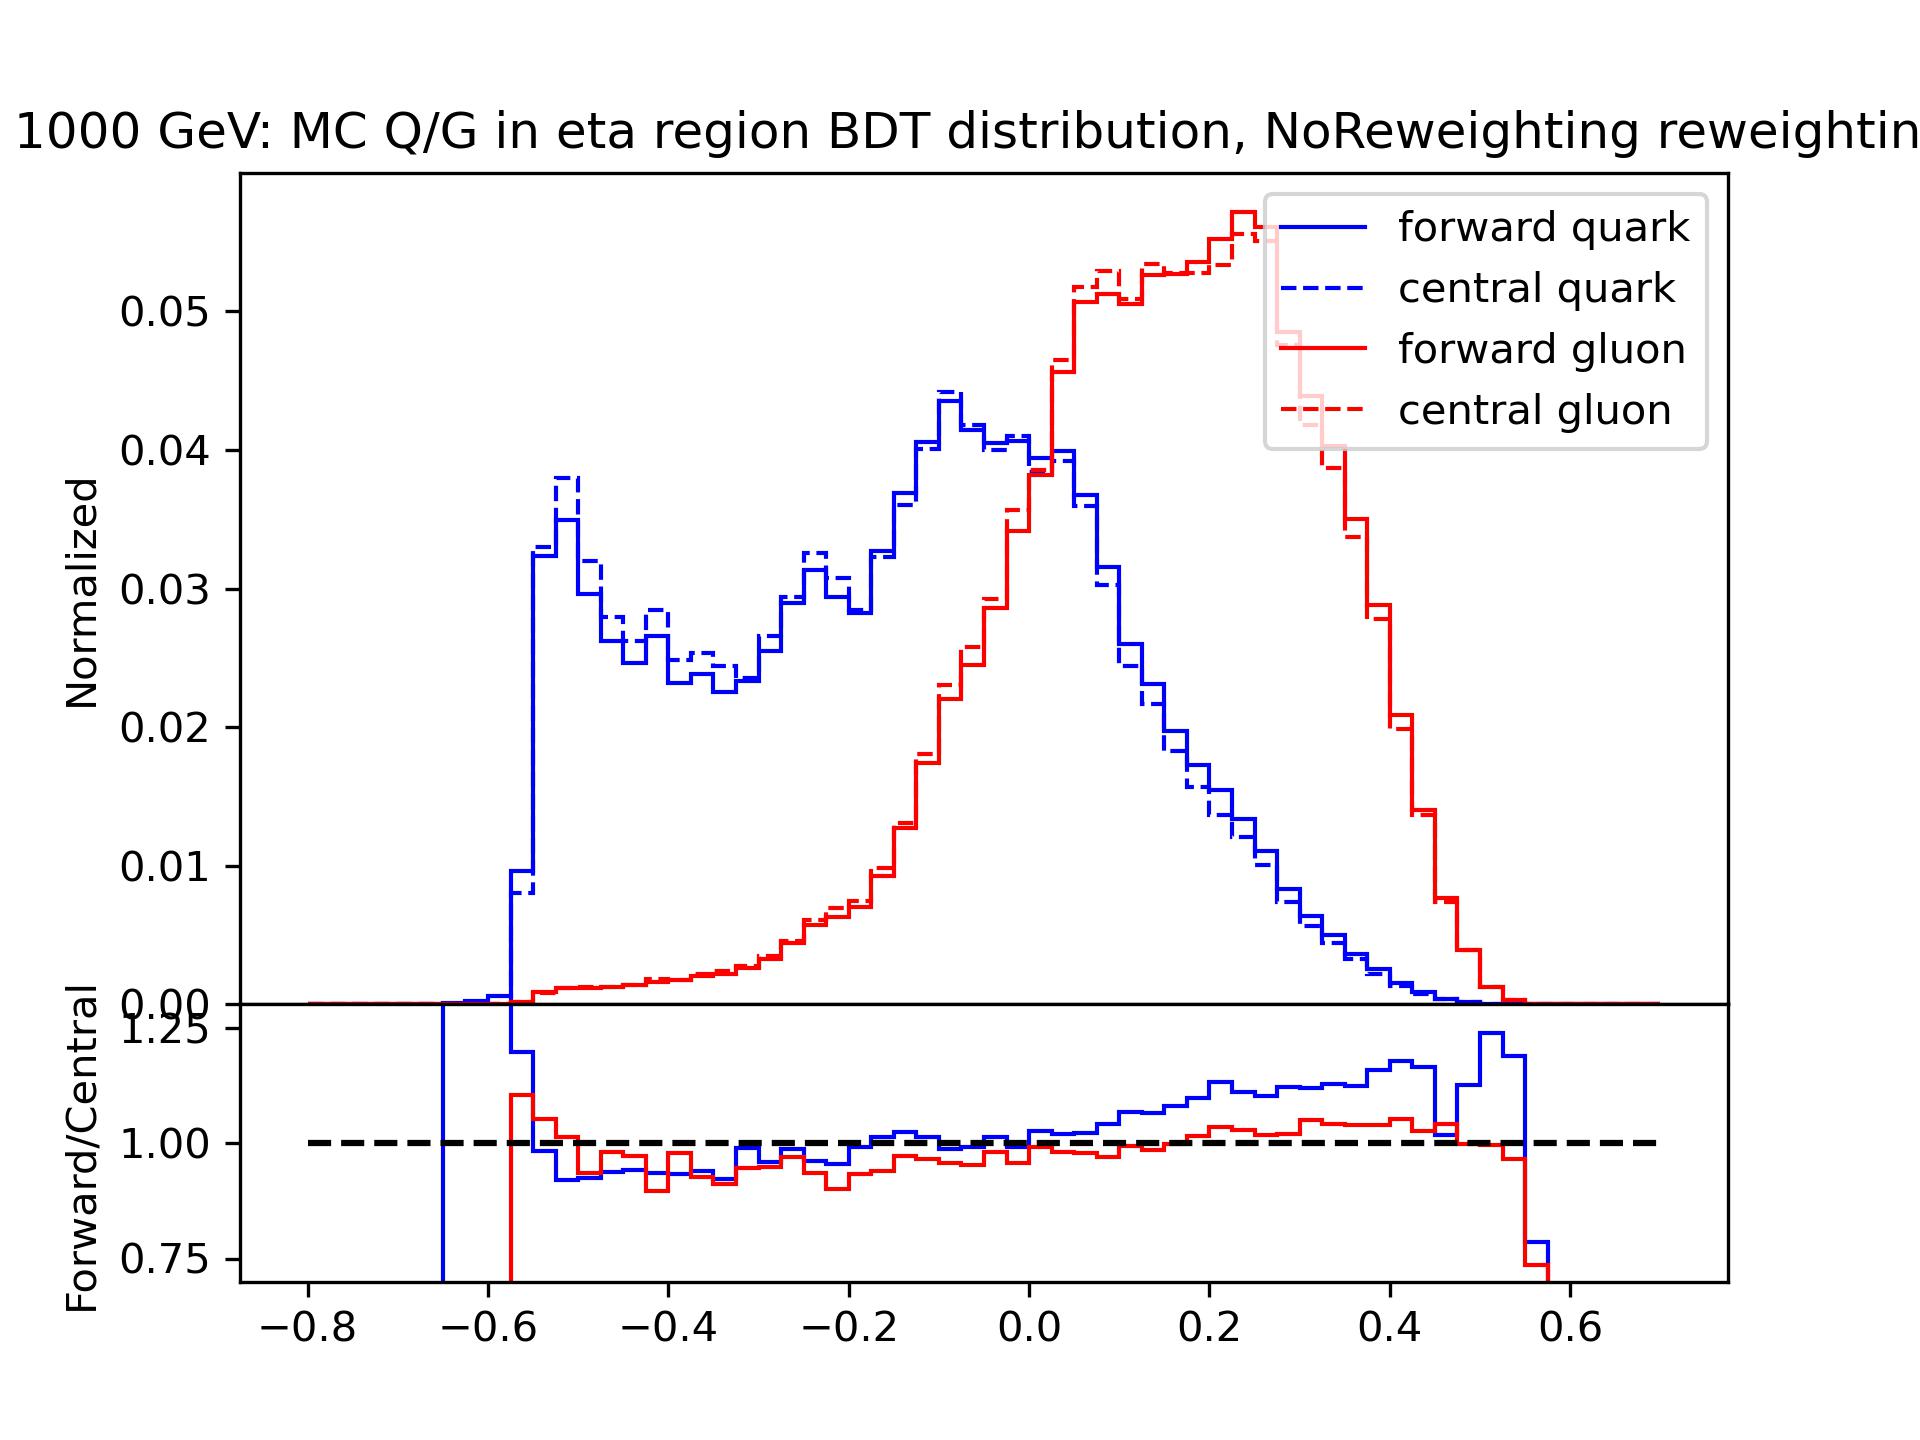 1000 GeV: MC Q/G in eta region BDT distribution, NoReweighting reweightin
forward quark
central quark
forward gluon
central gluon
Normalized
0.05
0.04
0.03
0.02
0.01
0.00
Forward/Central
1.25
1.00
0.75
−0.8 −0.6 −0.4 −0.2 0.0 0.2 0.4 0.6